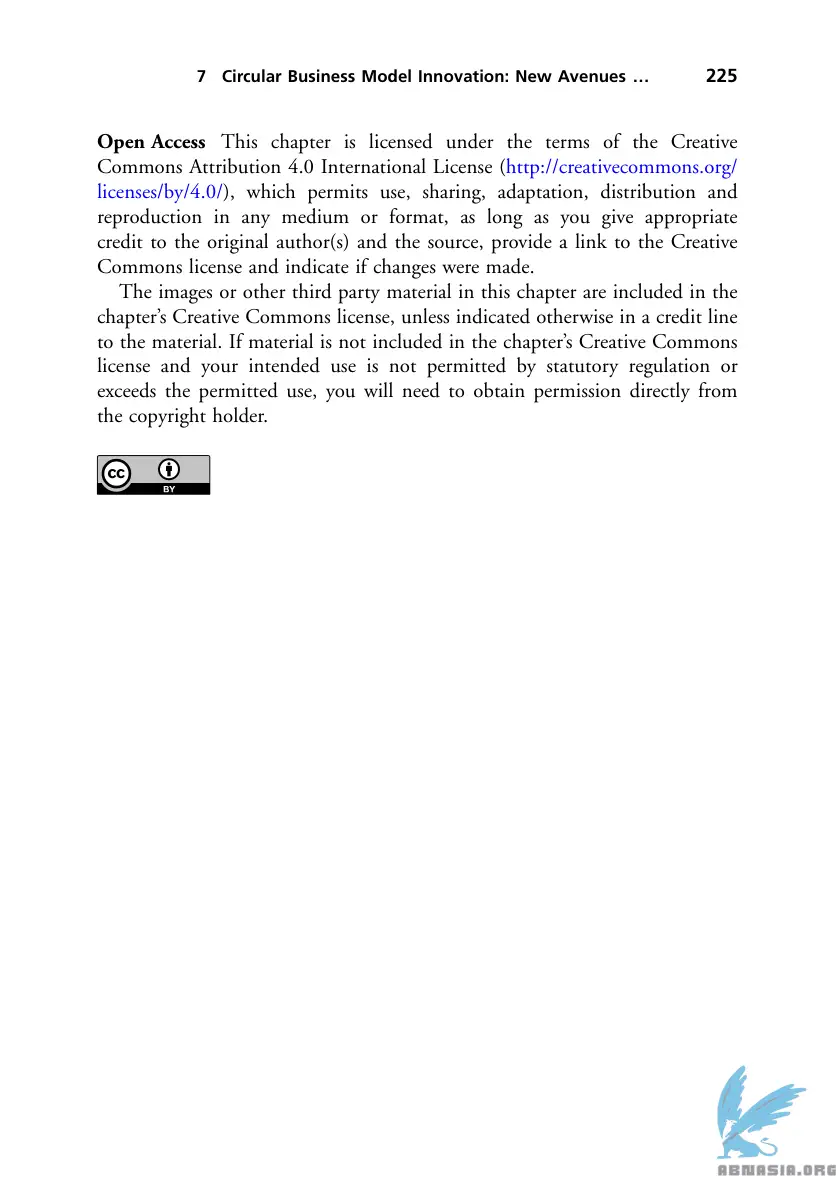 7 Circular Business Model Innovation: New Avenues … 225
Open Access This chapter is licensed under the terms of the Creative
Commons Attribution 4.0 International License (http://creativecommons.org/
licenses/by/4.0/), which permits use, sharing, adaptation, distribution and
reproduction in any medium or format, as long as you give appropriate
credit to the original author(s) and the source, provide a link to the Creative
Commons license and indicate if changes were made.
The images or other third party material in this chapter are included in the
chapter’s Creative Commons license, unless indicated otherwise in a credit line
to the material. If material is not included in the chapter’s Creative Commons
license and your intended use is not permitted by statutory regulation or
exceeds the permitted use, you will need to obtain permission directly from
the copyright holder.
cc
BY
ABNASIA.ORG